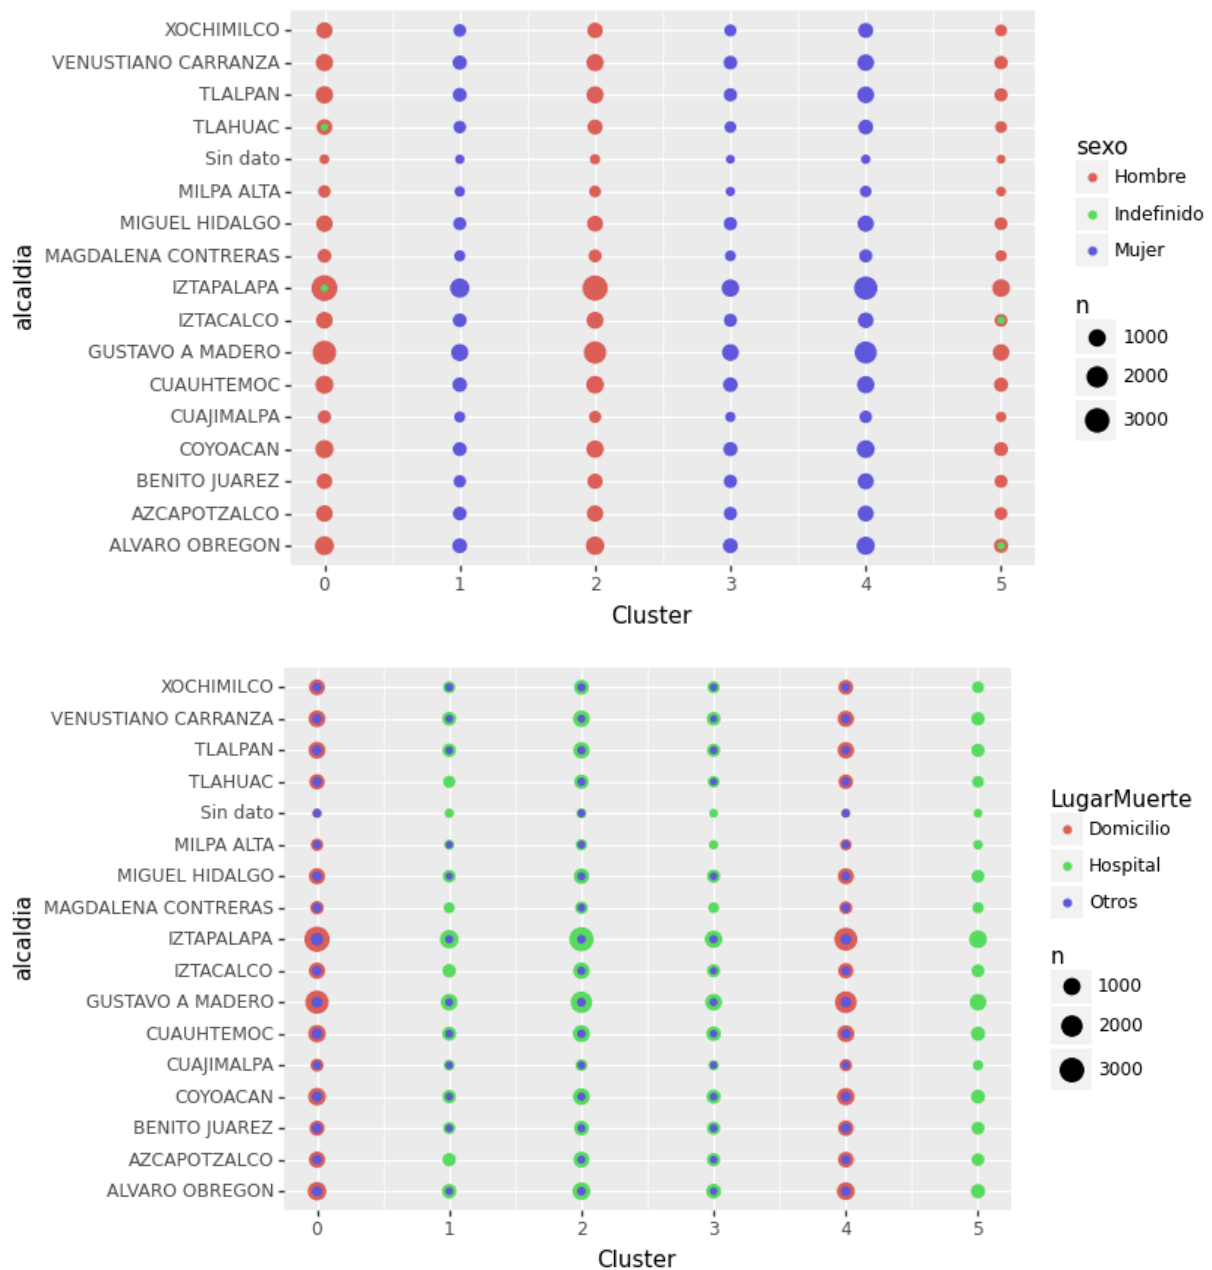 XOCHIMILCO
VENUSTIANO CARRANZA
TLALPAN
TLAHUAC
Sin dato
MILPA ALTA
MIGUEL HIDALGO
MAGDALENA CONTRERAS
IZTAPALAPA
IZTACALCO
GUSTAVO A MADERO
CUAUHTEMOC
CUAJIMALPA
COYOACAN
BENITO JUAREZ
AZCAPOTZALCO
ALVARO OBREGON
alcaldia
0 1 2 3 4 5
Cluster
sexo
Hombre
Indefinido
Mujer
n
1000
2000
3000
XOCHIMILCO
VENUSTIANO CARRANZA
TLALPAN
TLAHUAC
Sin dato
MILPA ALTA
MIGUEL HIDALGO
MAGDALENA CONTRERAS
IZTAPALAPA
IZTACALCO
GUSTAVO A MADERO
CUAUHTEMOC
CUAJIMALPA
COYOACAN
BENITO JUAREZ
AZCAPOTZALCO
ALVARO OBREGON
alcaldia
0 1 2 3 4 5
Cluster
LugarMuerte
Domicilio
Hospital
Otros
n
1000
2000
3000